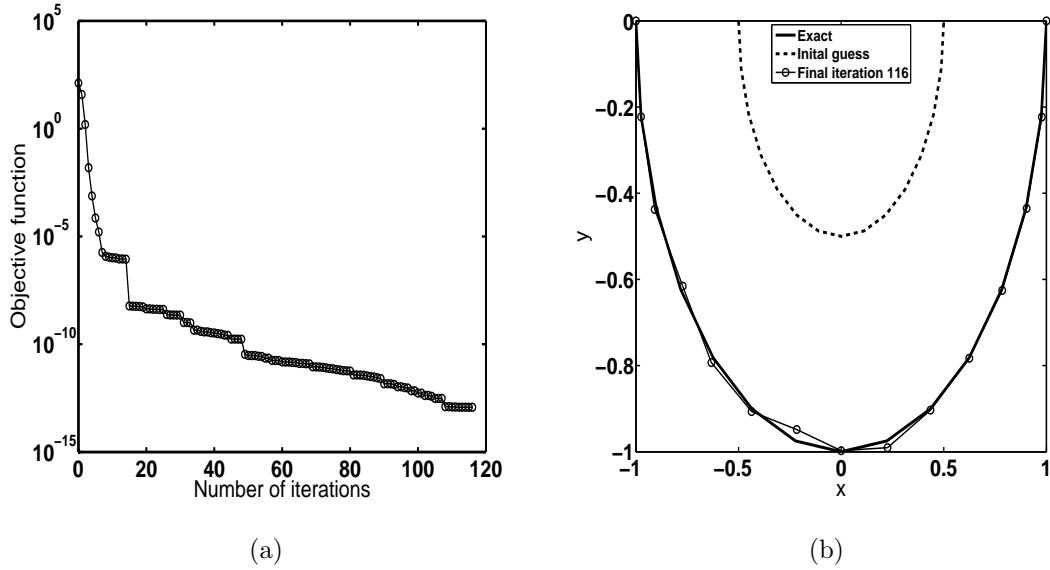 10^5
10^0
10^−5
10^−10
10^−15
Objective function
0 20 40 60 80 100 120
Number of iterations
(a)
0
−0.2
−0.4
−0.6
−0.8
−1
y
Exact
Inital guess
Final iteration 116
−1 −0.5 0 0.5 1
x
(b)